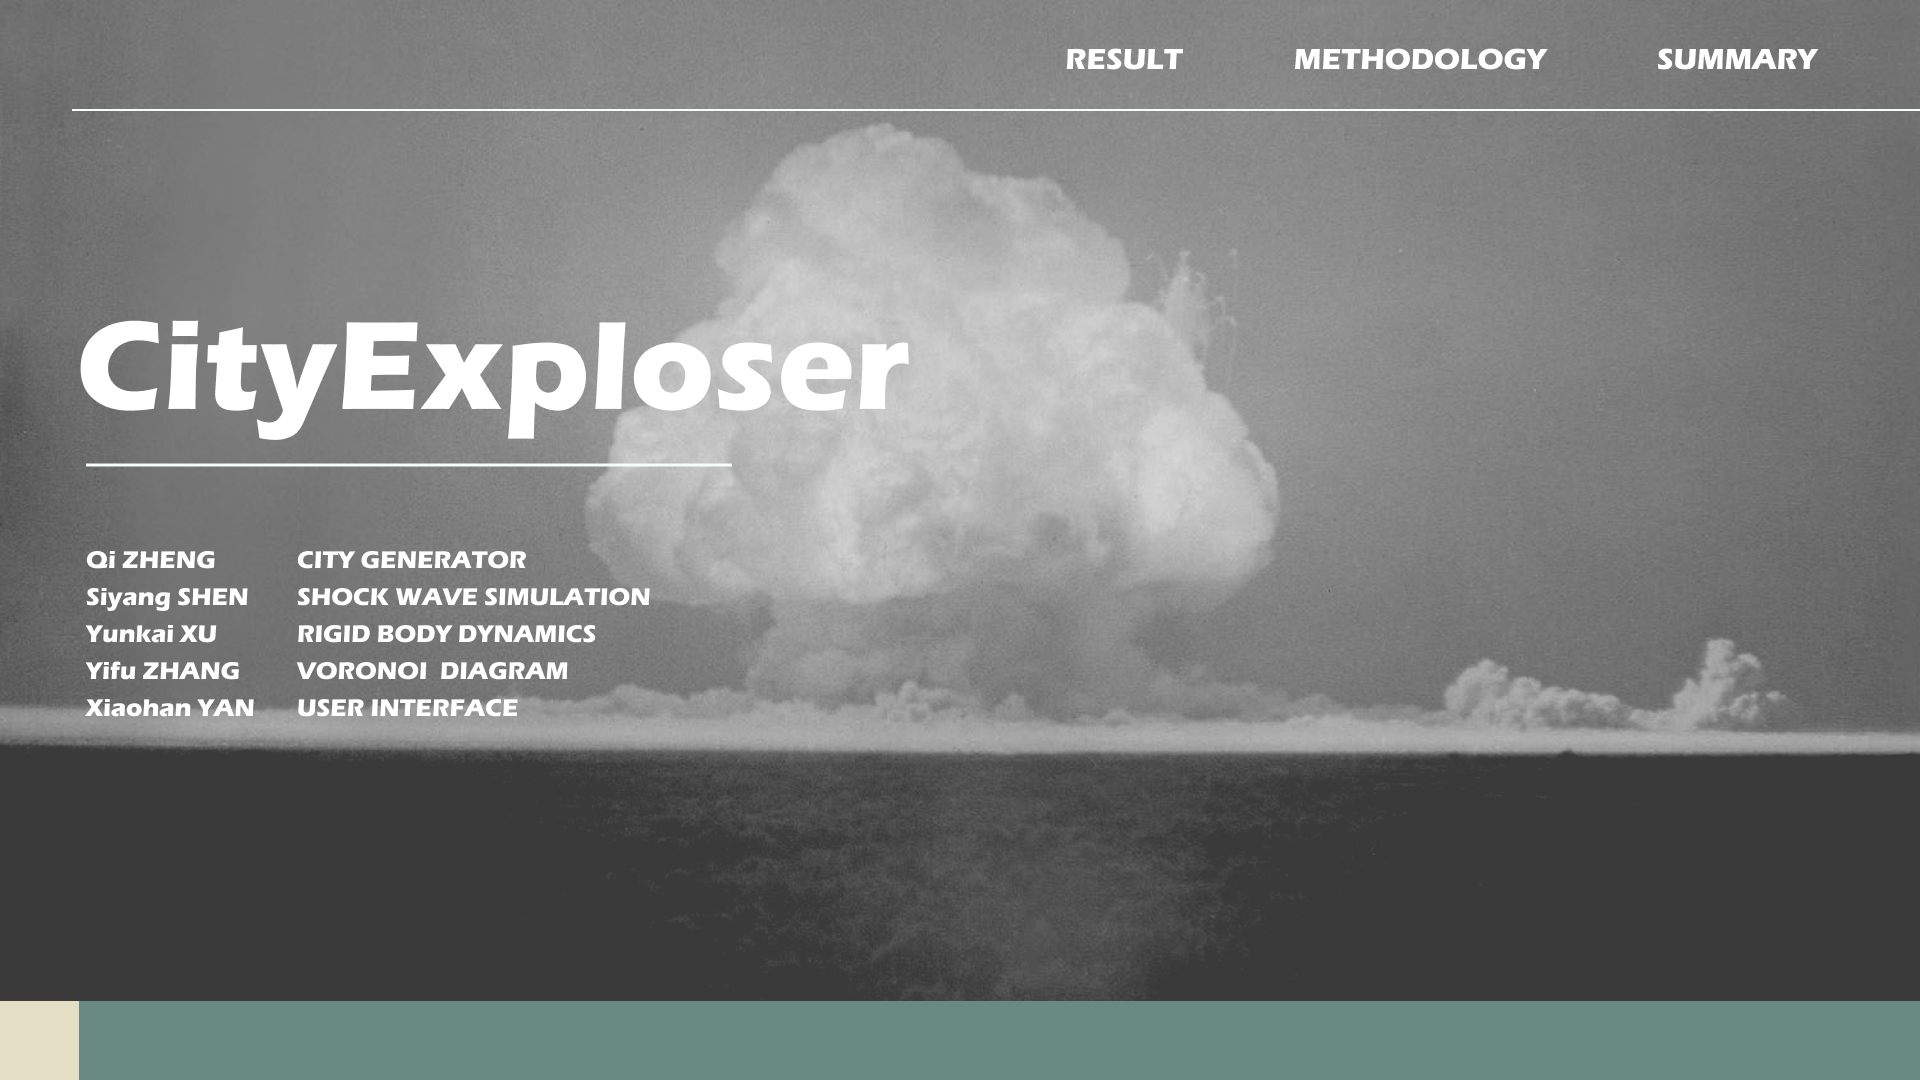 RESULT METHODOLOGY SUMMARY
CityExploser
Qi ZHENG CITY GENERATOR
Siyang SHEN SHOCK WAVE SIMULATION
Yunkai XU RIGID BODY DYNAMICS
Yifu ZHANG VORONOI DIAGRAM
Xiaohan YAN USER INTERFACE